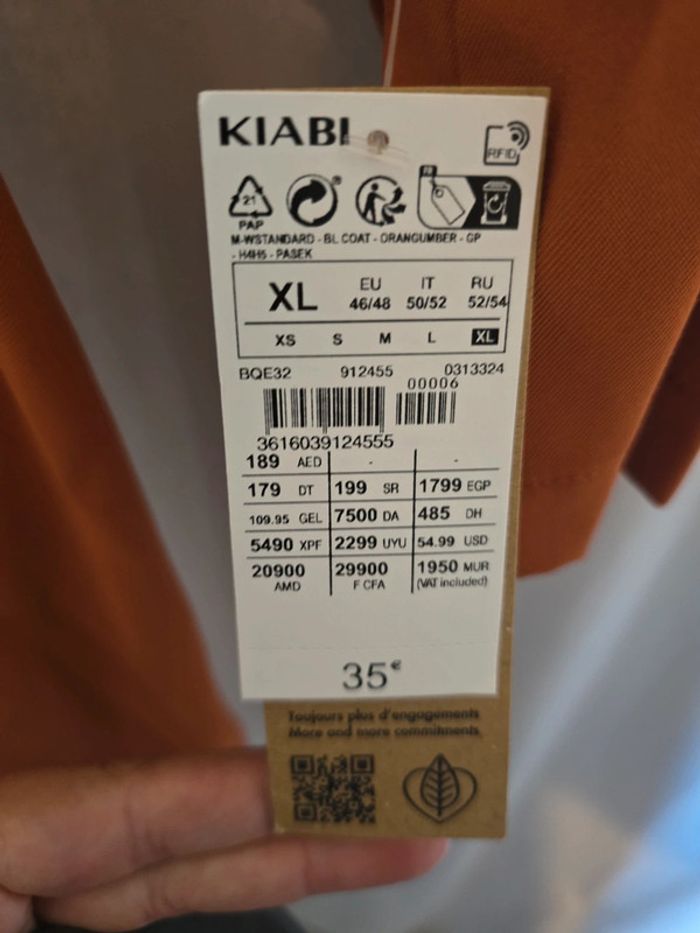 KIABI
RFID
21
PAP
FR
M-WSTANDARD - BL COAT - ORANGUMBER - GP
- H4H5 - PASEK
XL EU IT RU
46/48 50/52 52/54
XS S M L XL
BQE32 912455 0313324
00006
3616039124555
189 AED - -
179 DT 199 SR 1799 EGP
109.95 GEL 7500 DA 485 DH
5490 XPF 2299 UYU 54.99 USD
20900 29900 1950 MUR
AMD F CFA (VAT included)
35€
Toujours plus d'engagements
More and more commitments